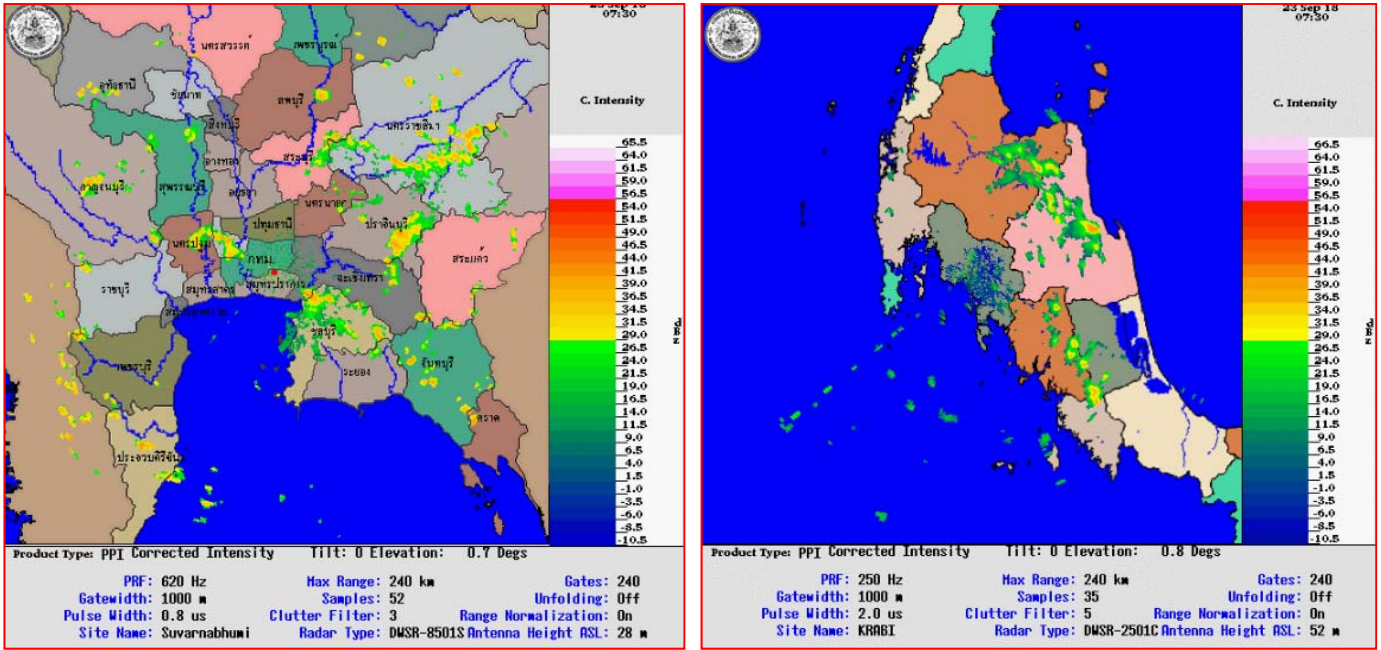 23 Sep 18
07:30
C. Intensity
นครสวรรค์
เพชรบูรณ์
อุทัยธานี
ชัยนาท
ลพบุรี
สิงห์บุรี
นครราชสีมา
อ่างทอง
สระบุรี
กาญจนบุรี
สุพรรณบุรี
อยุธยา
นครนายก
ปทุมธานี
ปราจีนบุรี
นครปฐม
กทม.
สระแก้ว
ราชบุรี
สมุทรสาคร
สมุทรปราการ
ฉะเชิงเทรา
ชลบุรี
เพชรบุรี
ระยอง
จันทบุรี
ตราด
ประจวบคีรีขันธ์
65.5
64.0
61.5
59.0
56.5
54.0
51.5
49.0
46.5
44.0
41.5
39.0
36.5
34.0
31.5
29.0
26.5
24.0
21.5
19.0
16.5
14.0
11.5
9.0
6.5
4.0
1.5
-1.0
-3.5
-6.0
-8.5
-10.5
Product Type: PPI Corrected Intensity Tilt: 0 Elevation: 0.7 Degs
PRF: 620 Hz Max Range: 240 km Gates: 240
Gatewidth: 1000 m Samples: 52 Unfolding: Off
Pulse Width: 0.8 us Clutter Filter: 3 Range Normalization: On
Site Name: Suvarnabhumi Radar Type: DWSR-8501S Antenna Height ASL: 28 m
23 Sep 18
07:30
C. Intensity
66.5
64.0
61.5
59.0
56.5
54.0
51.5
49.0
46.5
44.0
41.5
39.0
36.5
34.0
31.5
29.0
26.5
24.0
21.5
19.0
16.5
14.0
11.5
9.0
6.5
4.0
1.5
-1.0
-3.5
-6.0
-8.5
-10.5
Product Type: PPI Corrected Intensity Tilt: 0 Elevation: 0.8 Degs
PRF: 250 Hz Max Range: 240 km Gates: 240
Gatewidth: 1000 m Samples: 35 Unfolding: Off
Pulse Width: 2.0 us Clutter Filter: 5 Range Normalization: On
Site Name: KRABI Radar Type: DWSR-2501C Antenna Height ASL: 52 m